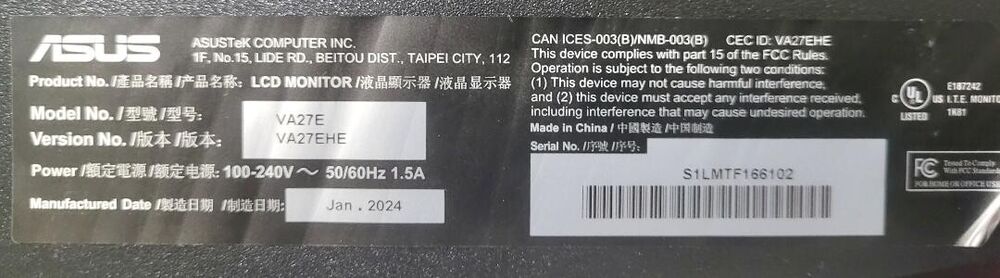 ASUS
ASUSTeK COMPUTER INC.
1F, No.15, LIDE RD., BEITOU DIST., TAIPEI CITY, 112
Product No./產品名稱/产品名称: LCD MONITOR/液晶顯示器/液晶显示器
Model No./型號/型号: VA27E
Version No./版本/版本: VA27EHE
Power/額定電源/额定电源: 100-240V～ 50/60Hz 1.5A
Manufactured Date/製造日期/制造日期: Jan. 2024
CAN ICES-003(B)/NMB-003(B) CEC ID: VA27EHE
This device complies with part 15 of the FCC Rules.
Operation is subject to the following two conditions:
(1) This device may not cause harmful interference,
and (2) this device must accept any interference received,
including interference that may cause undesired operation.
Made in China / 中國製造 /中国制造
Serial No./序號 /序号:
S1LMTF166102
C UL US LISTED
E187242
I.T.E. MONITO
1K81
FC
Tested To Comply
With FCC Standards
FOR HOME OR OFFICE USE